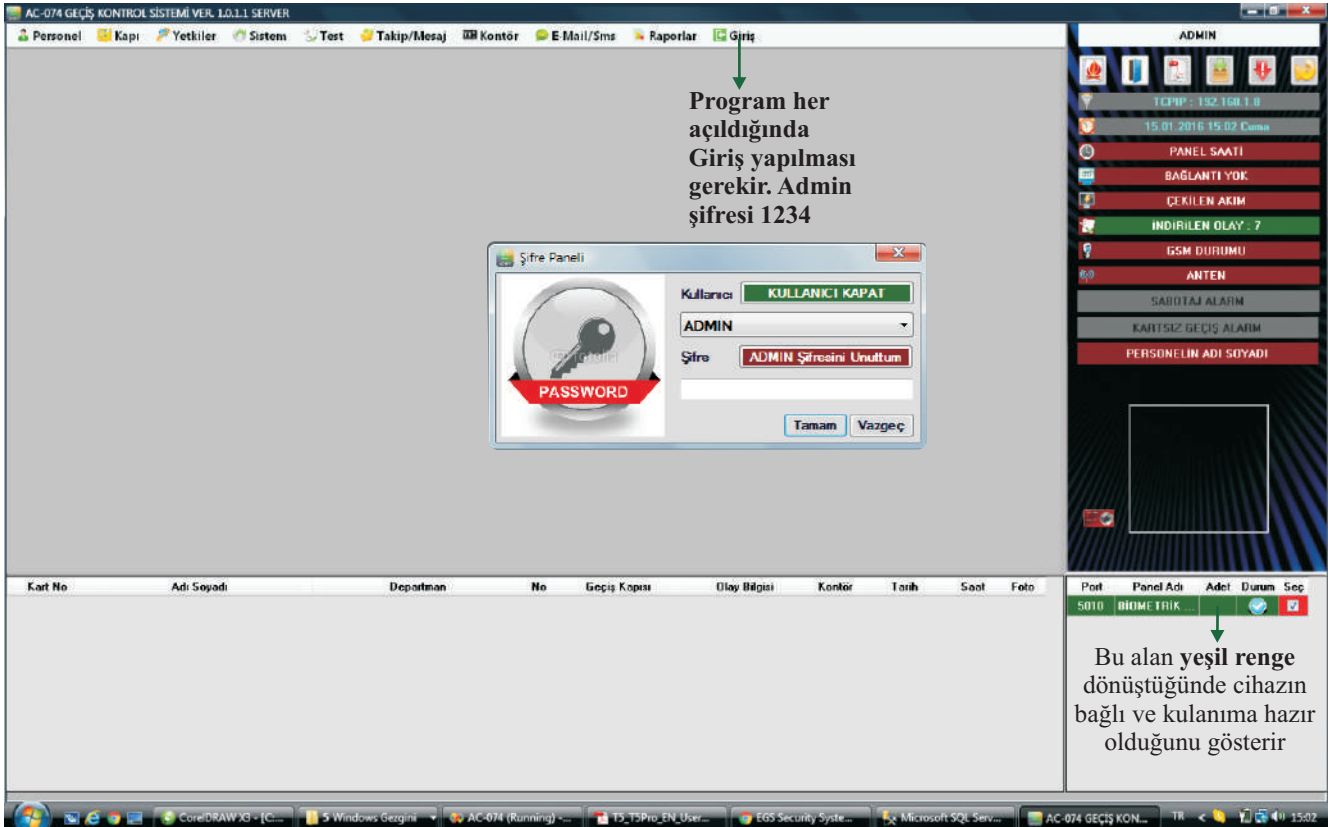 AC-074 GEÇİŞ KONTROL SİSTEMİ VER. 1.0.1.1 SERVER
Personel Kapı Yetkiler Sistem Test Takip/Mesaj Kontör E-Mail/Sms Raporlar Giriş
ADMIN
TCPIP : 192.168.1.8
15.01.2016 15:02 Cuma
PANEL SAATİ
BAĞLANTI YOK
ÇEKİLEN AKIM
İNDİRİLEN OLAY : 7
GSM DURUMU
ANTEN
SABOTAJ ALARM
KARTSIZ GEÇİŞ ALARM
PERSONELİN ADI SOYADI
Program her
açıldığında
Giriş yapılması
gerekir. Admin
şifresi 1234
Şifre Paneli
PASSWORD
Kullanıcı KULLANICI KAPAT
ADMIN
Şifre ADMIN Şifresini Unuttum
Tamam Vazgeç
Kart No Adı Soyadı Departman No Geçiş Kapısı Olay Bilgisi Kontör Tarih Saat Foto
Port Panel Adı Adet Durum Seç
5010 BİOMETRİK ...
Bu alan yeşil renge
dönüştüğünde cihazın
bağlı ve kulanıma hazır
olduğunu gösterir
CorelDRAW X3 - [C... 5 Windows Gezgini AC-074 (Running) -... T5_T5Pro_EN_User... EGS Security Syste... Microsoft SQL Serv... AC-074 GEÇİŞ KON... TR 15:02